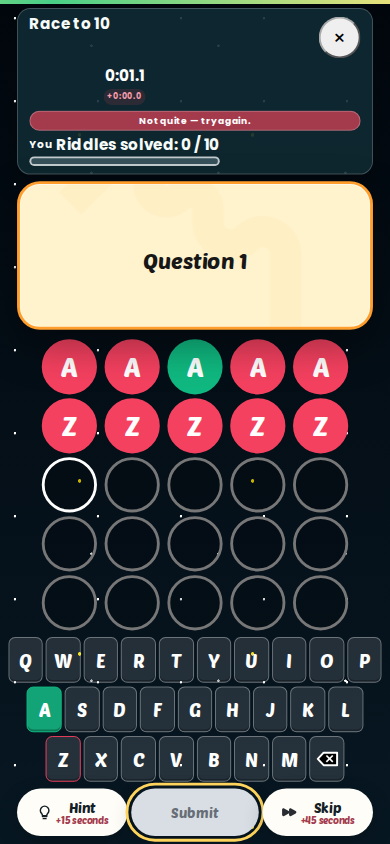 Race to 10
×
0:01.1
+0:00.0
Not quite — try again.
You Riddles solved: 0 / 10
Question 1
A A A A A
Z Z Z Z Z
Q W E R T Y U I O P
A S D F G H J K L
Z X C V B N M
Hint
+15 seconds
Submit
Skip
+45 seconds